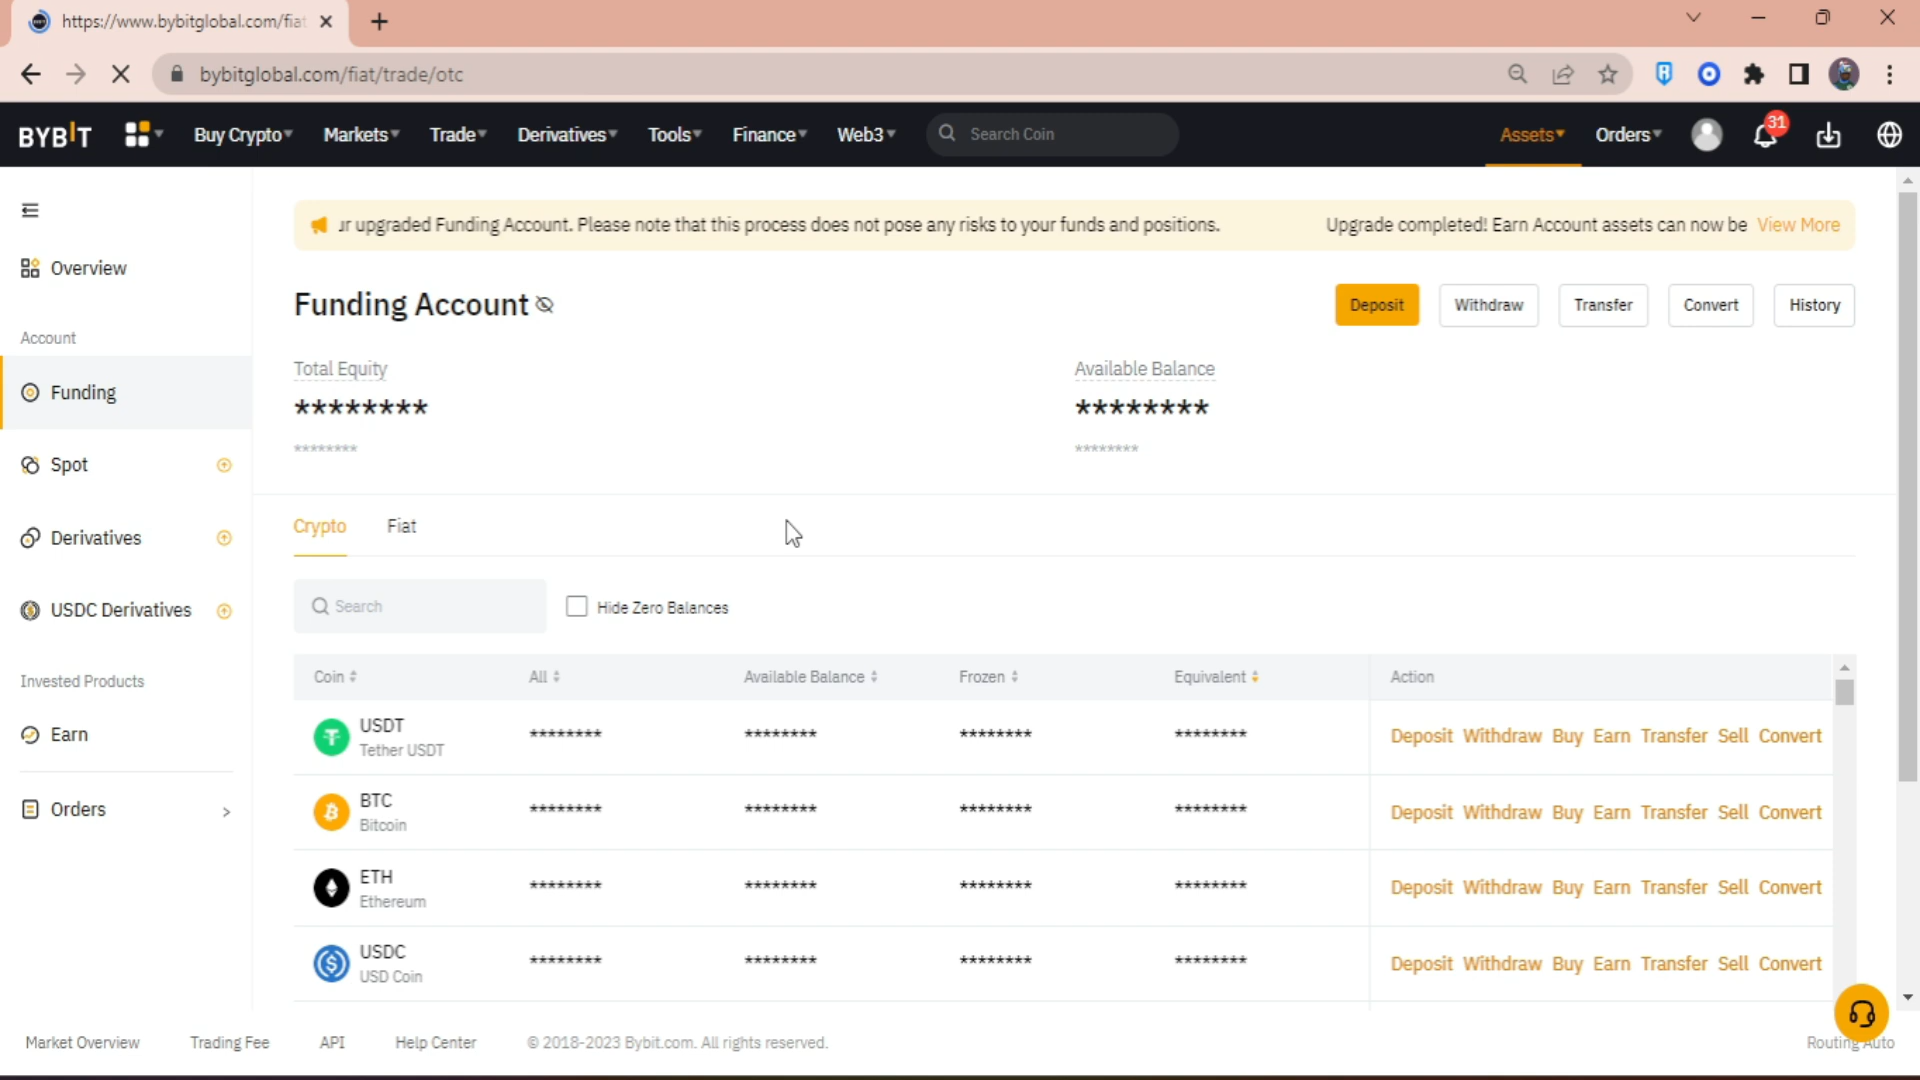 https://www.bybitglobal.com/fiat
bybitglobal.com/fiat/trade/otc
BYBIT Buy Crypto Markets Trade Derivatives Tools Finance Web3 Search Coin Assets Orders 31
ur upgraded Funding Account. Please note that this process does not pose any risks to your funds and positions. Upgrade completed! Earn Account assets can now be View More
Overview
Funding Account Deposit Withdraw Transfer Convert History
Account
Total Equity Available Balance
Funding
******** ********
******** ********
Spot
Crypto Fiat
Derivatives
Search Hide Zero Balances
USDC Derivatives
Invested Products
Coin All Available Balance Frozen Equivalent Action
Earn
USDT
Tether USDT
******** ******** ******** ******** Deposit Withdraw Buy Earn Transfer Sell Convert
Orders >
BTC
Bitcoin
******** ******** ******** ******** Deposit Withdraw Buy Earn Transfer Sell Convert
ETH
Ethereum
******** ******** ******** ******** Deposit Withdraw Buy Earn Transfer Sell Convert
USDC
USD Coin
******** ******** ******** ******** Deposit Withdraw Buy Earn Transfer Sell Convert
Market Overview Trading Fee API Help Center © 2018-2023 Bybit.com. All rights reserved. Routing Auto